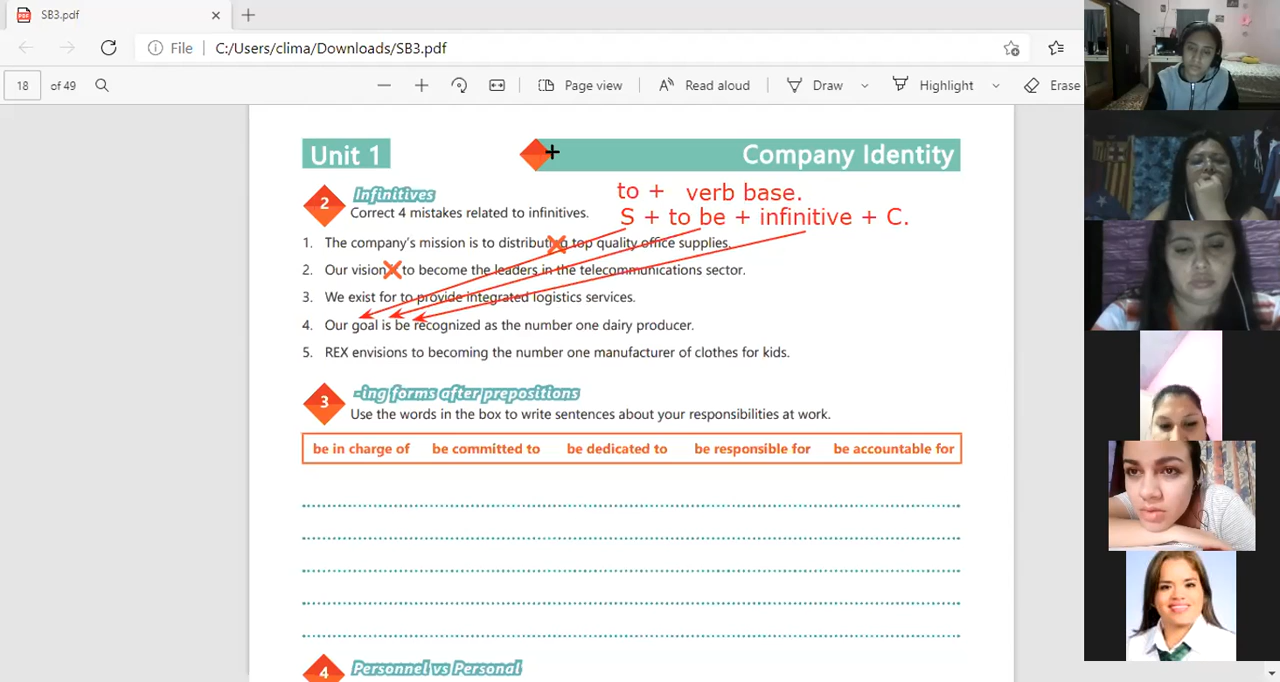 SB3.pdf
File C:/Users/clima/Downloads/SB3.pdf
18 of 49 Page view Read aloud Draw Highlight Erase
Unit 1 Company Identity
2 Infinitives
to + verb base.
Correct 4 mistakes related to infinitives.
S + to be + infinitive + C.
1. The company's mission is to distributing top quality office supplies.
2. Our vision to become the leaders in the telecommunications sector.
3. We exist for to provide integrated logistics services.
4. Our goal is be recognized as the number one dairy producer.
5. REX envisions to becoming the number one manufacturer of clothes for kids.
3 -ing forms after prepositions
Use the words in the box to write sentences about your responsibilities at work.
be in charge of be committed to be dedicated to be responsible for be accountable for
4 Personnel vs Personal